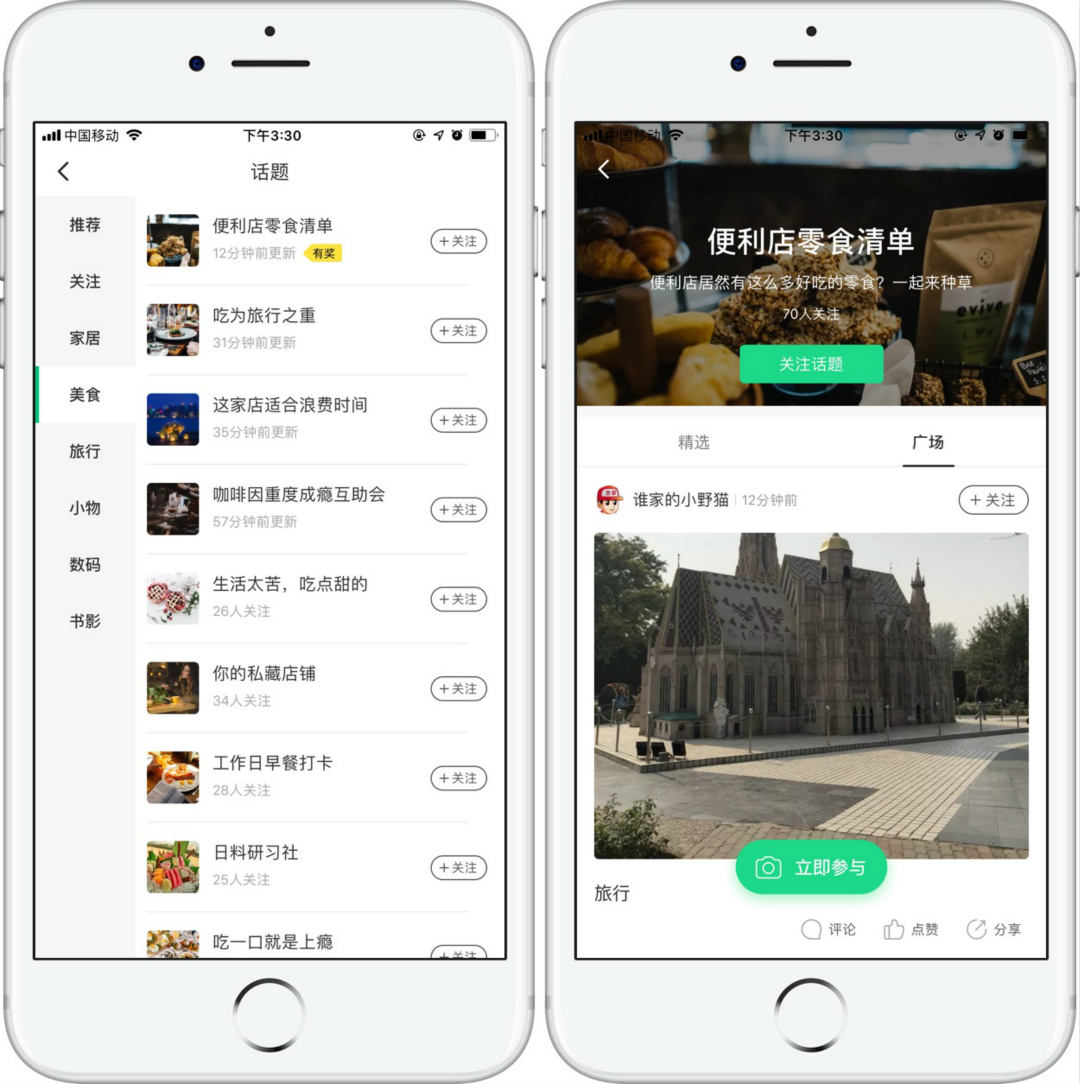 中国移动
下午3:30
话题
推荐
关注
家居
美食
旅行
小物
数码
书影
便利店零食清单
12分钟前更新 有奖
+关注
吃为旅行之重
31分钟前更新
+关注
这家店适合浪费时间
35分钟前更新
+关注
咖啡因重度成瘾互助会
57分钟前更新
+关注
生活太苦，吃点甜的
26人关注
+关注
你的私藏店铺
34人关注
+关注
工作日早餐打卡
28人关注
+关注
日料研习社
25人关注
+关注
吃一口就是上瘾
+关注
中国移动
下午3:30
便利店零食清单
便利店居然有这么多好吃的零食？一起来种草
70人关注
evive
关注话题
精选
广场
谁家的小野猫 12分钟前
+关注
立即参与
旅行
评论
点赞
分享